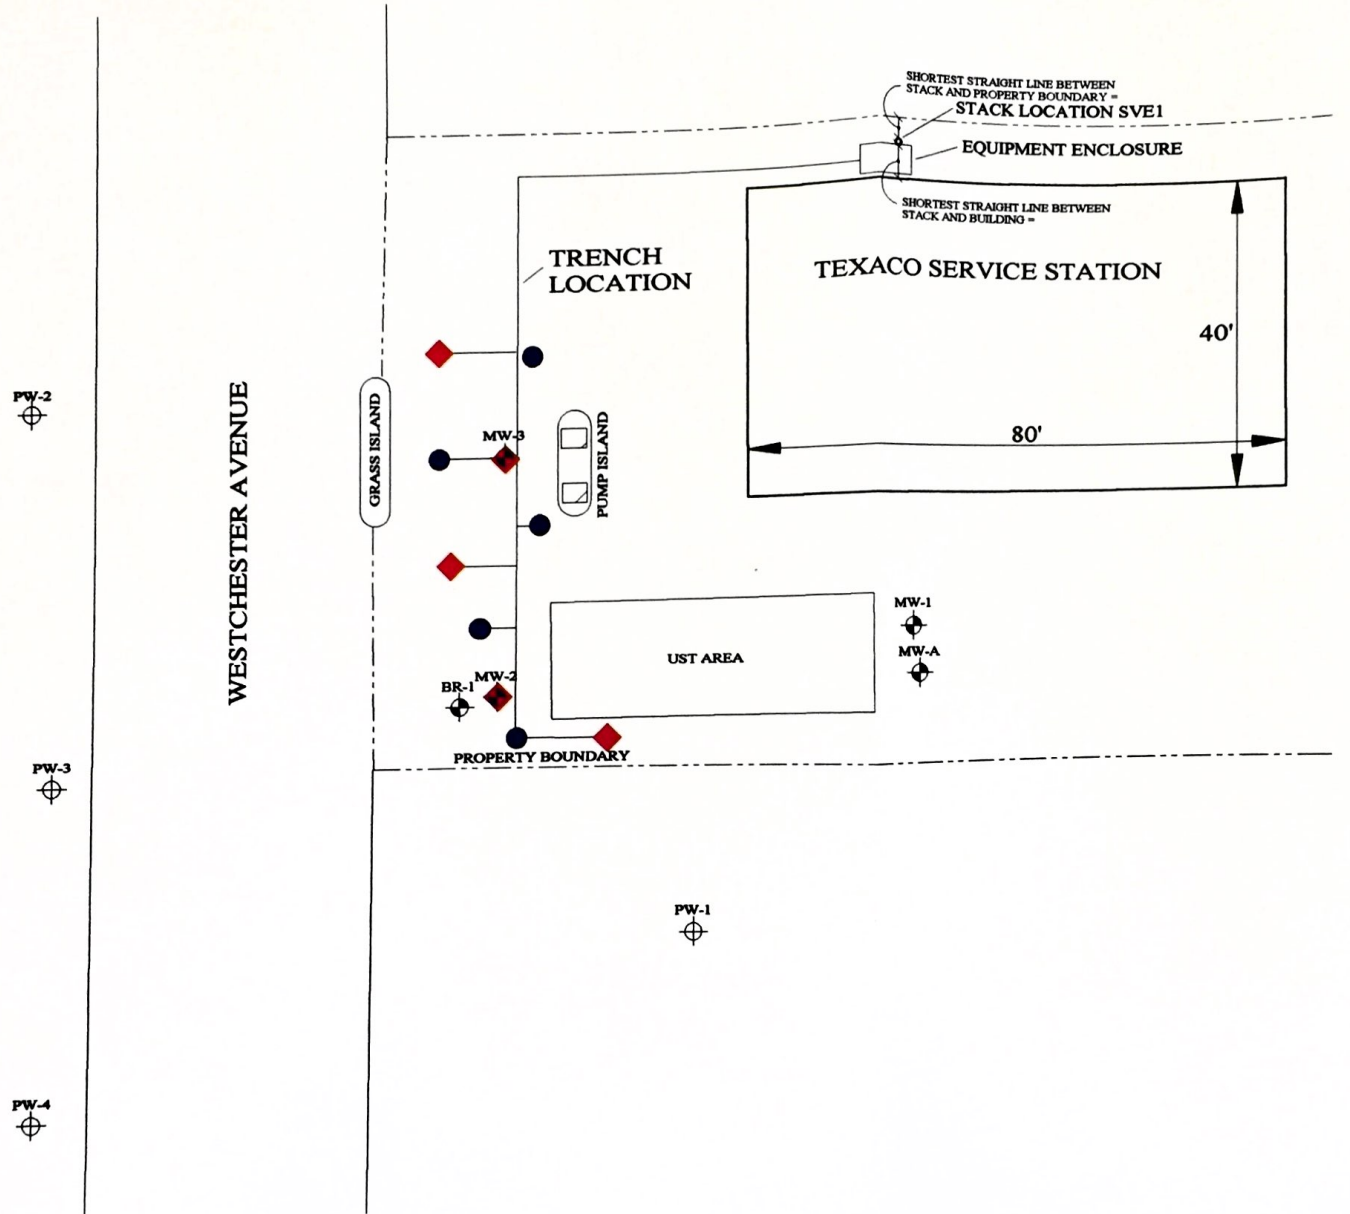 SHORTEST STRAIGHT LINE BETWEEN
STACK AND PROPERTY BOUNDARY =
STACK LOCATION SVE1
EQUIPMENT ENCLOSURE
SHORTEST STRAIGHT LINE BETWEEN
STACK AND BUILDING =
TRENCH
LOCATION
TEXACO SERVICE STATION
40'
80'
PW-2
WESTCHESTER AVENUE
GRASS ISLAND
MW-3
PUMP ISLAND
MW-1
MW-A
UST AREA
MW-2
BR-1
PROPERTY BOUNDARY
PW-3
PW-1
PW-4